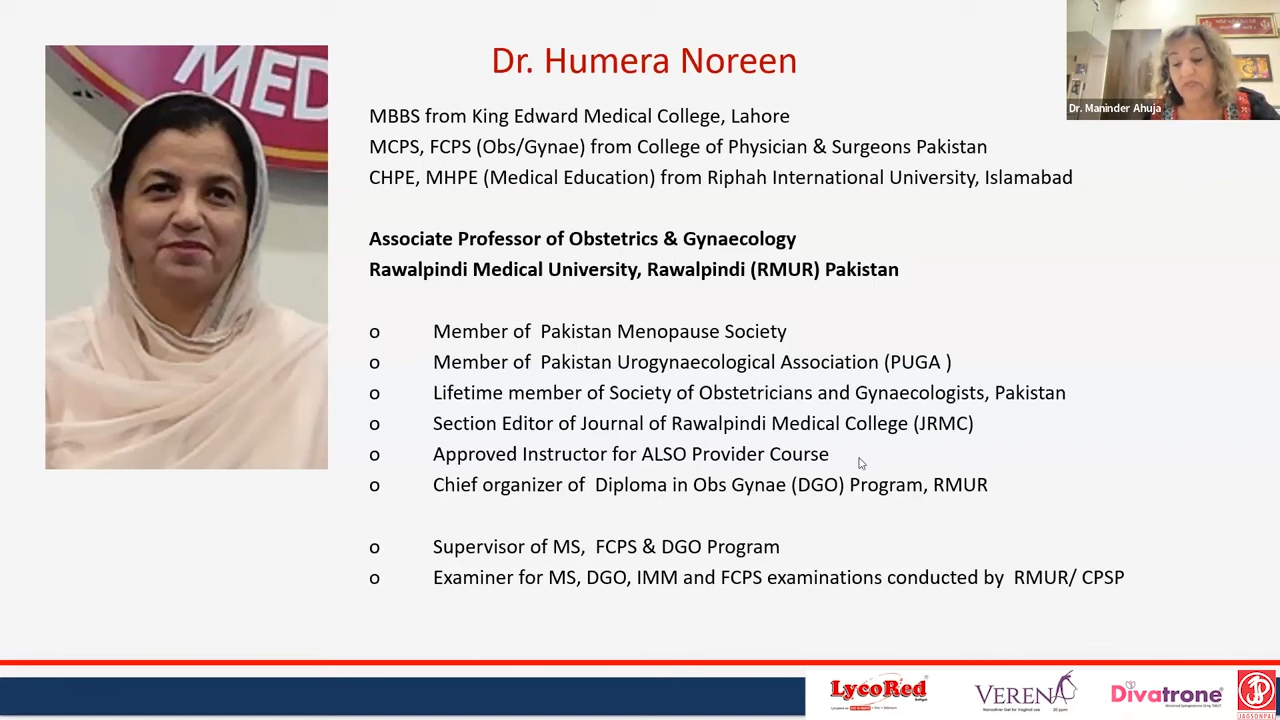 Dr. Humera Noreen
MED
Dr. Maninder Ahuja
MBBS from King Edward Medical College, Lahore
MCPS, FCPS (Obs/Gynae) from College of Physician & Surgeons Pakistan
CHPE, MHPE (Medical Education) from Riphah International University, Islamabad
Associate Professor of Obstetrics & Gynaecology
Rawalpindi Medical University, Rawalpindi (RMUR) Pakistan
o Member of Pakistan Menopause Society
o Member of Pakistan Urogynaecological Association (PUGA )
o Lifetime member of Society of Obstetricians and Gynaecologists, Pakistan
o Section Editor of Journal of Rawalpindi Medical College (JRMC)
o Approved Instructor for ALSO Provider Course
o Chief organizer of Diploma in Obs Gynae (DGO) Program, RMUR
o Supervisor of MS, FCPS & DGO Program
o Examiner for MS, DGO, IMM and FCPS examinations conducted by RMUR/ CPSP
LycoRed
VERENA
Divatrone
JAGSONPAL